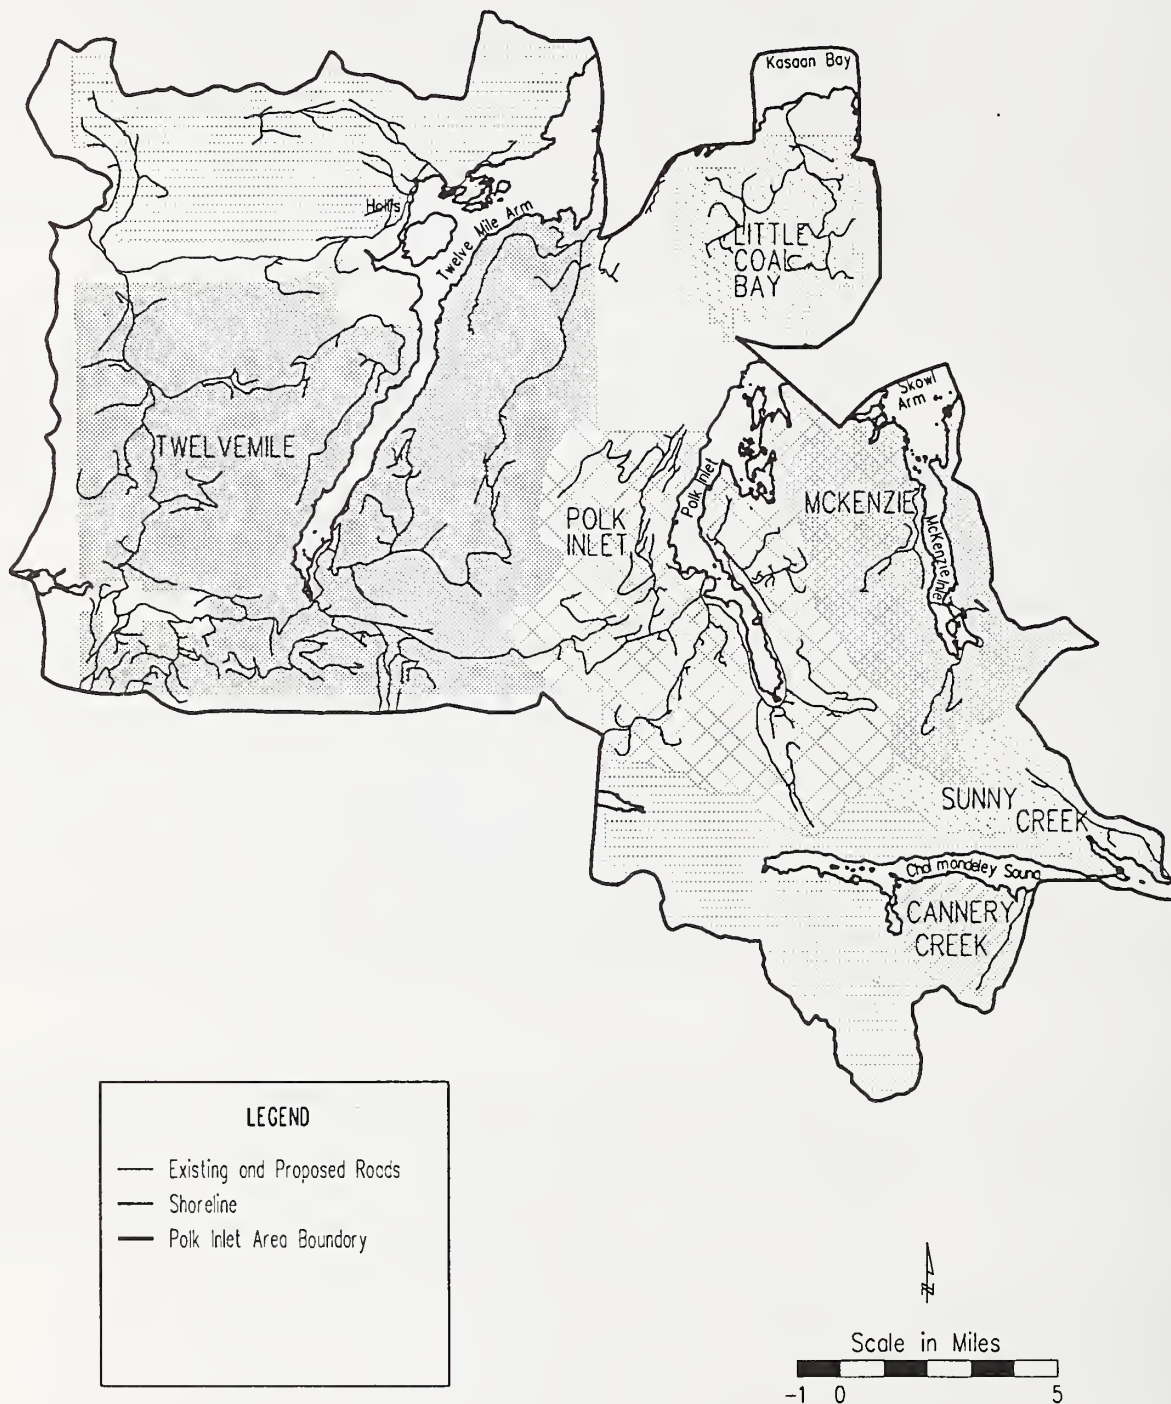 Kasaan Bay
Hollis
Twelve Mile Arm
LITTLE
COAL
BAY
Skowl
Arm
TWELVEMILE
POLK
INLET
Polk Inlet
MCKENZIE
McKenzie Inle
SUNNY
CREEK
Cholmondeley Sound
CANNERY
CREEK
LEGEND
Existing and Proposed Roads
Shoreline
Polk Inlet Area Boundary
N
Scale in Miles
-1 0 5